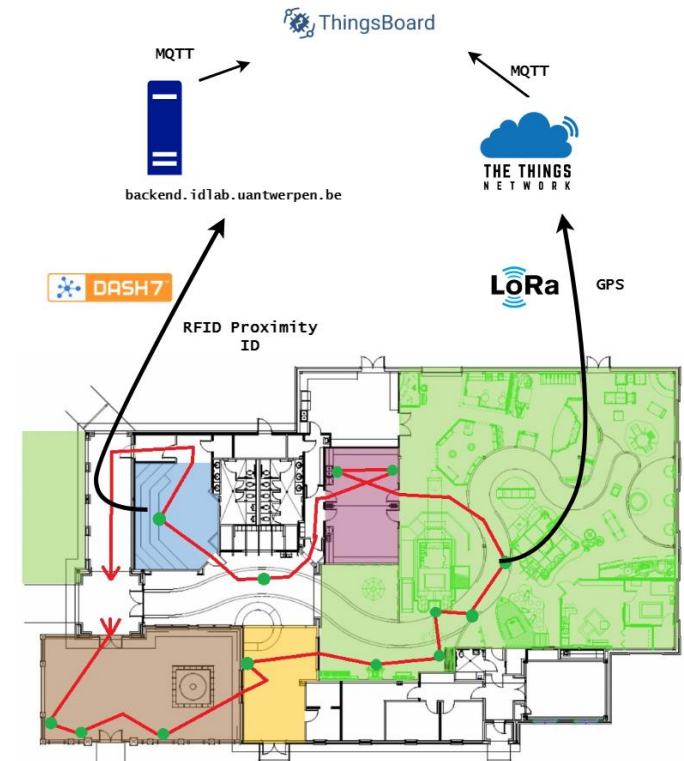 ThingsBoard
MQTT
MQTT
THE THINGS
NETWORK
backend.idlab.uantwerpen.be
DASH7
LoRa
GPS
RFID Proximity
ID